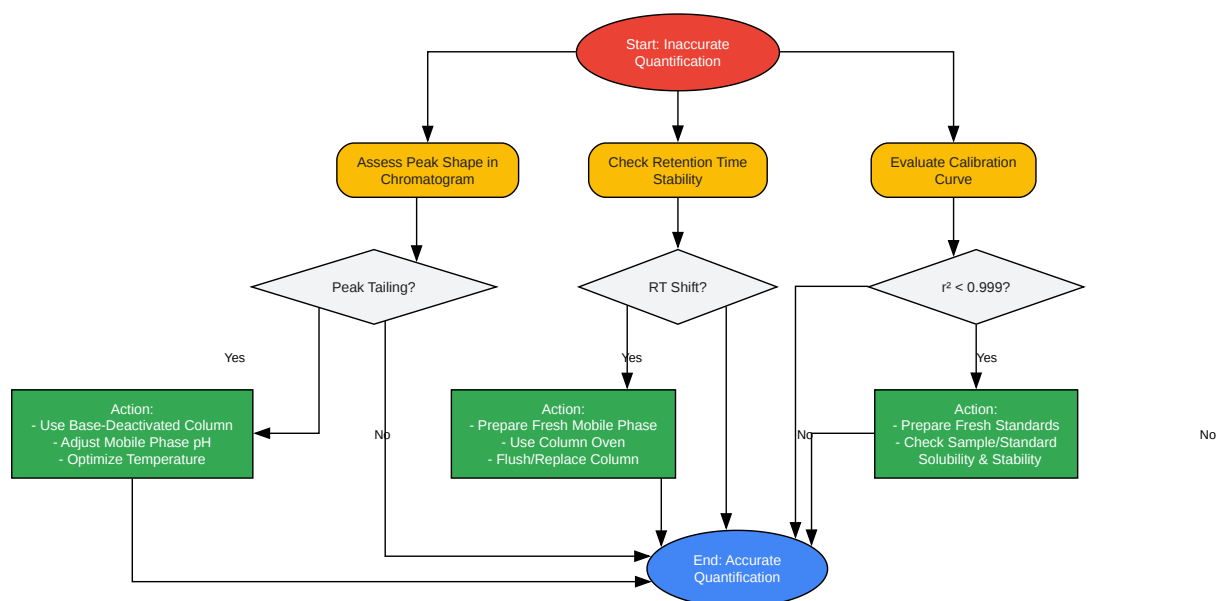 Start: Inaccurate
Quantification
Assess Peak Shape in
Chromatogram
Check Retention Time
Stability
Evaluate Calibration
Curve
Peak Tailing?
RT Shift?
r² < 0.999?
Yes
Yes
Yes
Action:
- Use Base-Deactivated Column
- Adjust Mobile Phase pH
- Optimize Temperature
No
Action:
- Prepare Fresh Mobile Phase
- Use Column Oven
- Flush/Replace Column
No
Action:
- Prepare Fresh Standards
- Check Sample/Standard
Solubility & Stability
No
End: Accurate
Quantification